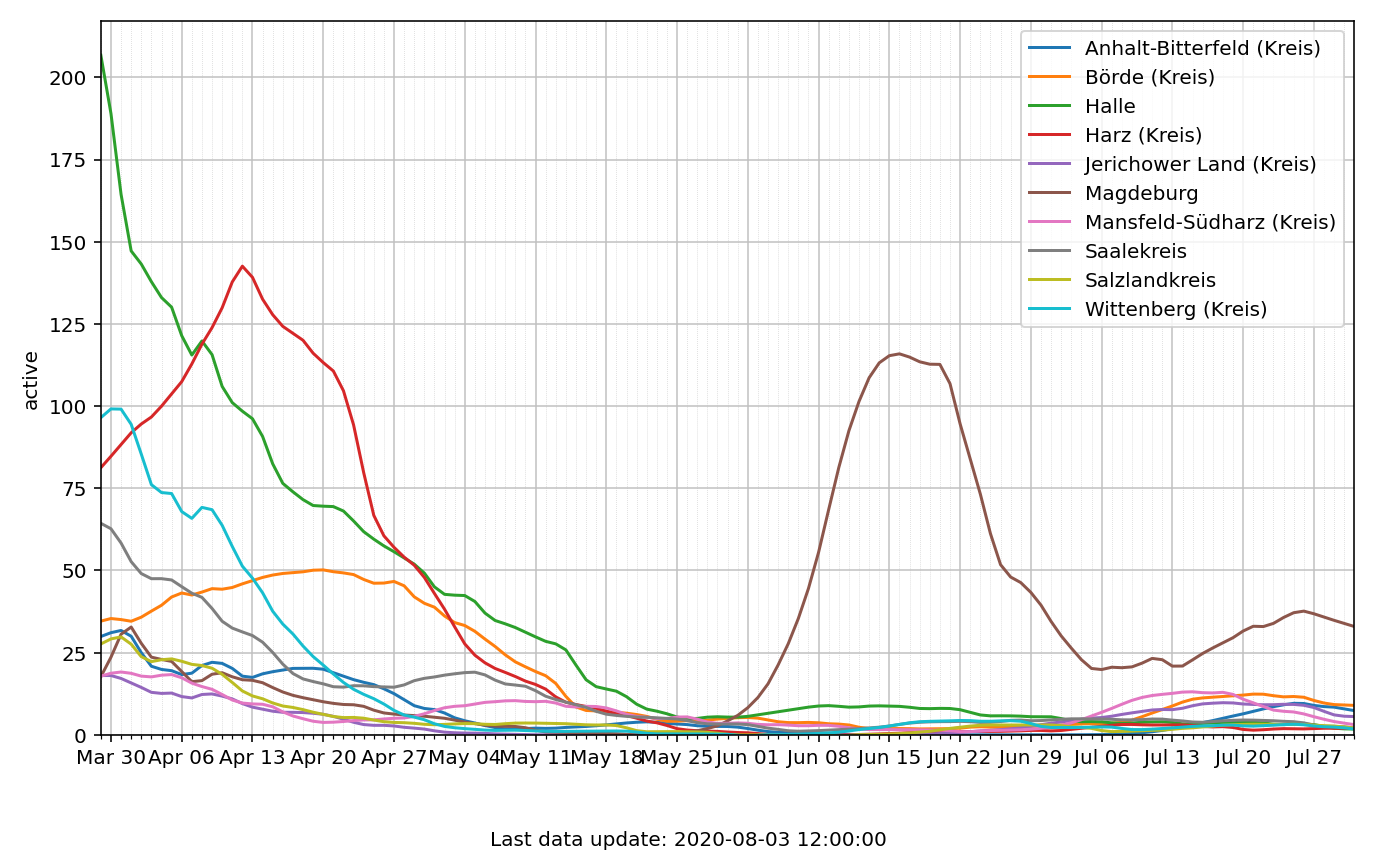 200
175
150
125
100
75
50
25
0
active
Anhalt-Bitterfeld (Kreis)
Börde (Kreis)
Halle
Harz (Kreis)
Jerichower Land (Kreis)
Magdeburg
Mansfeld-Südharz (Kreis)
Saalekreis
Salzlandkreis
Wittenberg (Kreis)
Mar 30 Apr 06 Apr 13 Apr 20 Apr 27 May 04 May 11 May 18 May 25 Jun 01 Jun 08 Jun 15 Jun 22 Jun 29 Jul 06 Jul 13 Jul 20 Jul 27
Last data update: 2020-08-03 12:00:00